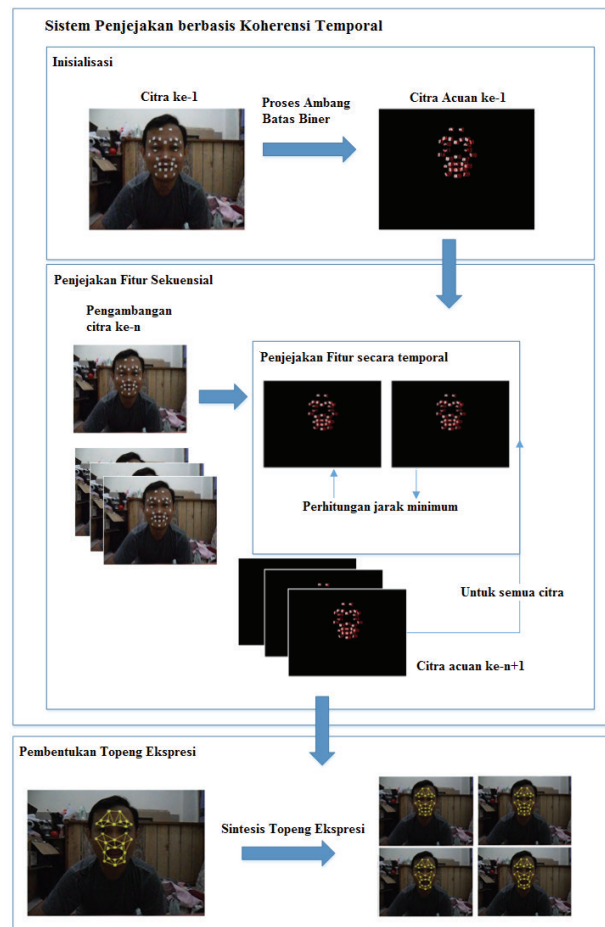 Sistem Penjejakan berbasis Koherensi Temporal
Inisialisasi
Citra ke-1
Proses Ambang
Batas Biner
Citra Acuan ke-1
Penjejakan Fitur Sekuensial
Pengambangan
citra ke-n
Penjejakan Fitur secara temporal
Perhitungan jarak minimum
Untuk semua citra
Citra acuan ke-n+1
Pembentukan Topeng Ekspresi
Sintesis Topeng Ekspresi